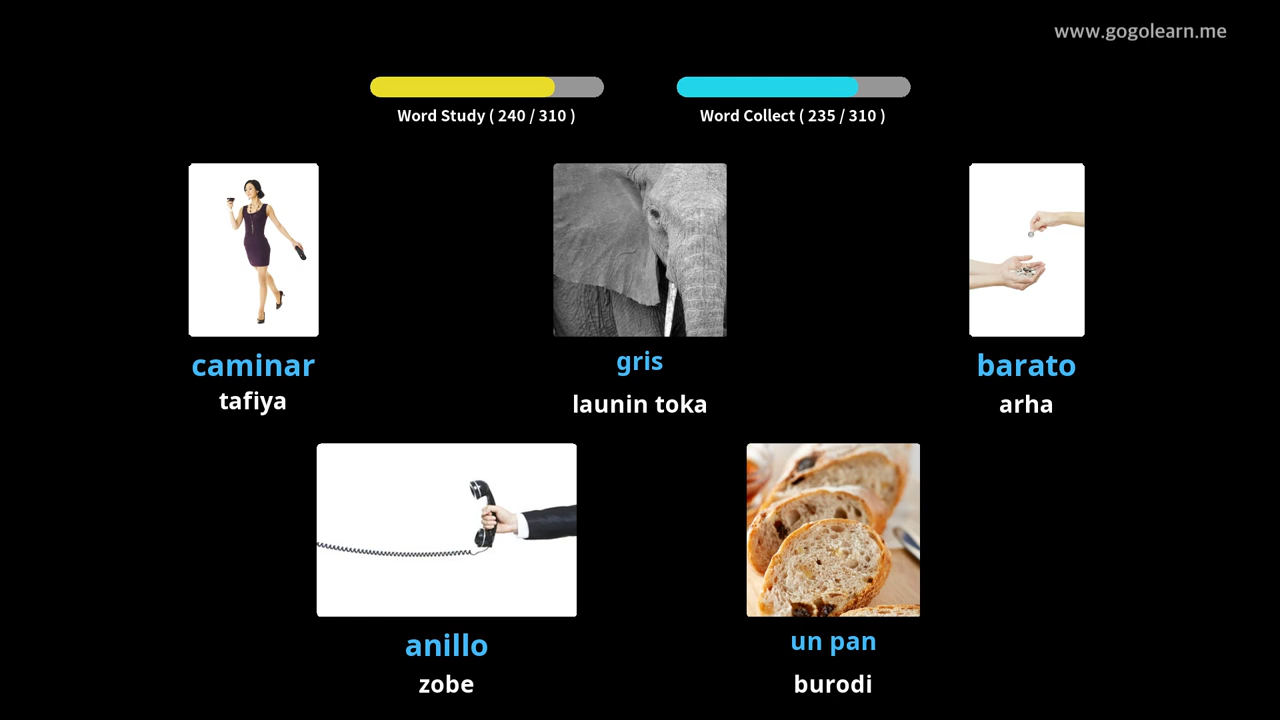 www.gogolearn.me
Word Study ( 240 / 310 )
Word Collect ( 235 / 310 )
caminar
tafiya
gris
launin toka
barato
arha
anillo
zobe
un pan
burodi